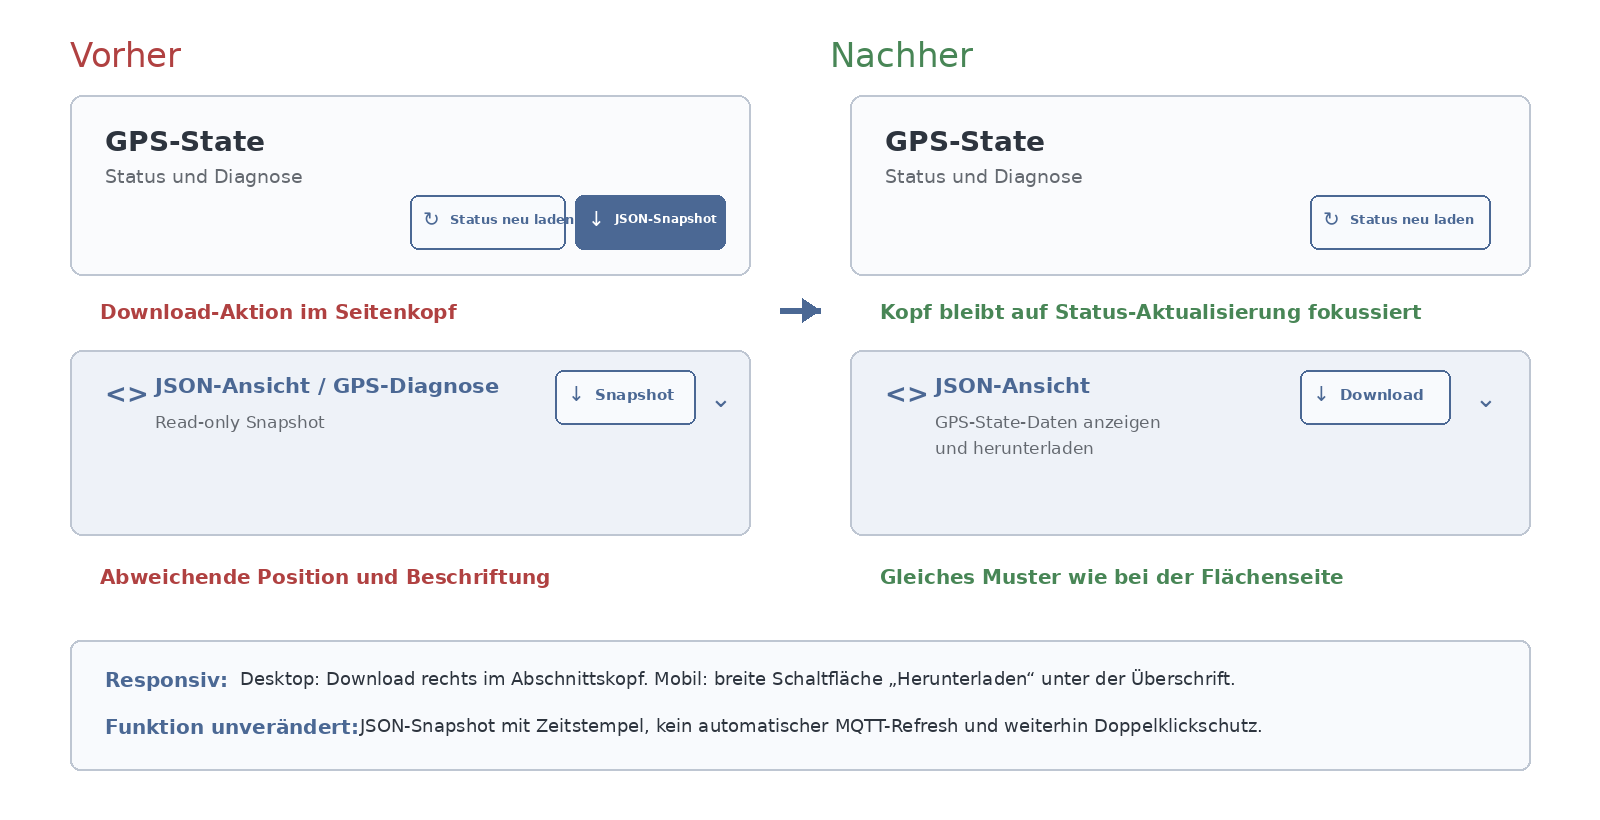 Vorher
GPS-State
Status und Diagnose
↻ Status neu laden
↓ JSON-Snapshot
Download-Aktion im Seitenkopf
<> JSON-Ansicht / GPS-Diagnose
Read-only Snapshot
↓ Snapshot
Abweichende Position und Beschriftung
Nachher
GPS-State
Status und Diagnose
↻ Status neu laden
Kopf bleibt auf Status-Aktualisierung fokussiert
<> JSON-Ansicht
GPS-State-Daten anzeigen
und herunterladen
↓ Download
Gleiches Muster wie bei der Flächenseite
Responsiv: Desktop: Download rechts im Abschnittskopf. Mobil: breite Schaltfläche „Herunterladen“ unter der Überschrift.
Funktion unverändert: JSON-Snapshot mit Zeitstempel, kein automatischer MQTT-Refresh und weiterhin Doppelklickschutz.